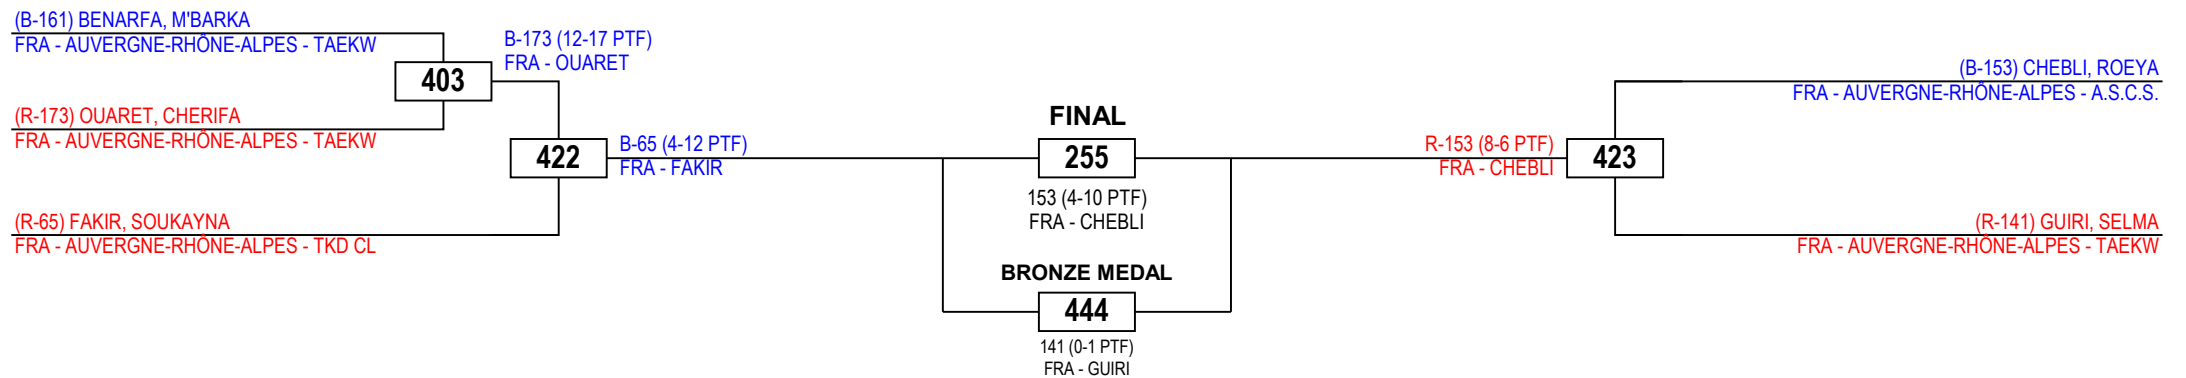 (B-161) BENARFA, M'BARKA
FRA - AUVERGNE-RHÔNE-ALPES - TAEKW
B-173 (12-17 PTF)
FRA - OUARET
403
(R-173) OUARET, CHERIFA
FRA - AUVERGNE-RHÔNE-ALPES - TAEKW
422
B-65 (4-12 PTF)
FRA - FAKIR
(R-65) FAKIR, SOUKAYNA
FRA - AUVERGNE-RHÔNE-ALPES - TKD CL
FINAL
255
153 (4-10 PTF)
FRA - CHEBLI
BRONZE MEDAL
444
141 (0-1 PTF)
FRA - GUIRI
R-153 (8-6 PTF)
FRA - CHEBLI
423
(B-153) CHEBLI, ROEYA
FRA - AUVERGNE-RHÔNE-ALPES - A.S.C.S.
(R-141) GUIRI, SELMA
FRA - AUVERGNE-RHÔNE-ALPES - TAEKW